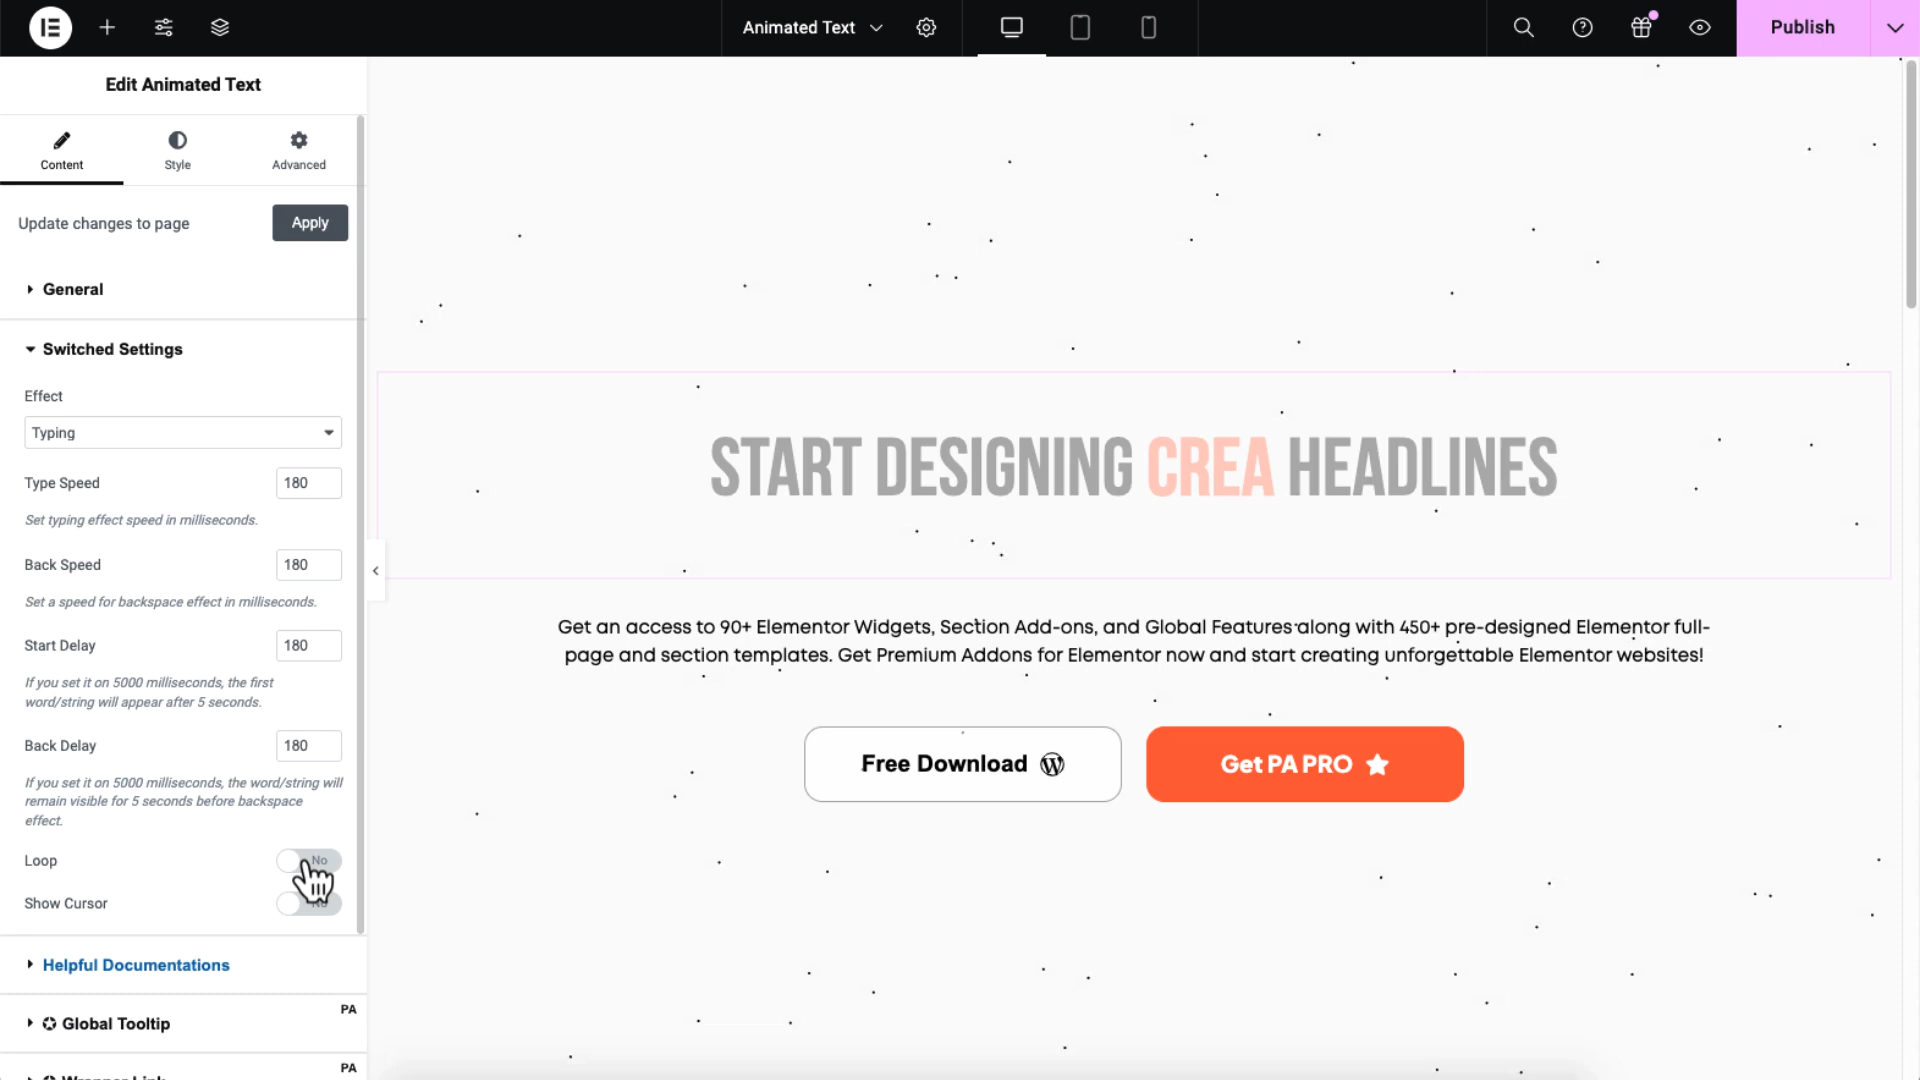 Animated Text
Publish
Edit Animated Text
Content
Style
Advanced
Update changes to page
Apply
General
Switched Settings
Effect
Typing
Type Speed
180
Set typing effect speed in milliseconds.
Back Speed
180
Set a speed for backspace effect in milliseconds.
Start Delay
180
If you set it on 5000 milliseconds, the first
word/string will appear after 5 seconds.
Back Delay
180
If you set it on 5000 milliseconds, the word/string will
remain visible for 5 seconds before backspace
effect.
Loop
No
Show Cursor
No
Helpful Documentations
Global Tooltip
PA
Wrapper Link
PA
START DESIGNING CREA HEADLINES
Get an access to 90+ Elementor Widgets, Section Add-ons, and Global Features along with 450+ pre-designed Elementor full-
page and section templates. Get Premium Addons for Elementor now and start creating unforgettable Elementor websites!
Free Download
Get PA PRO